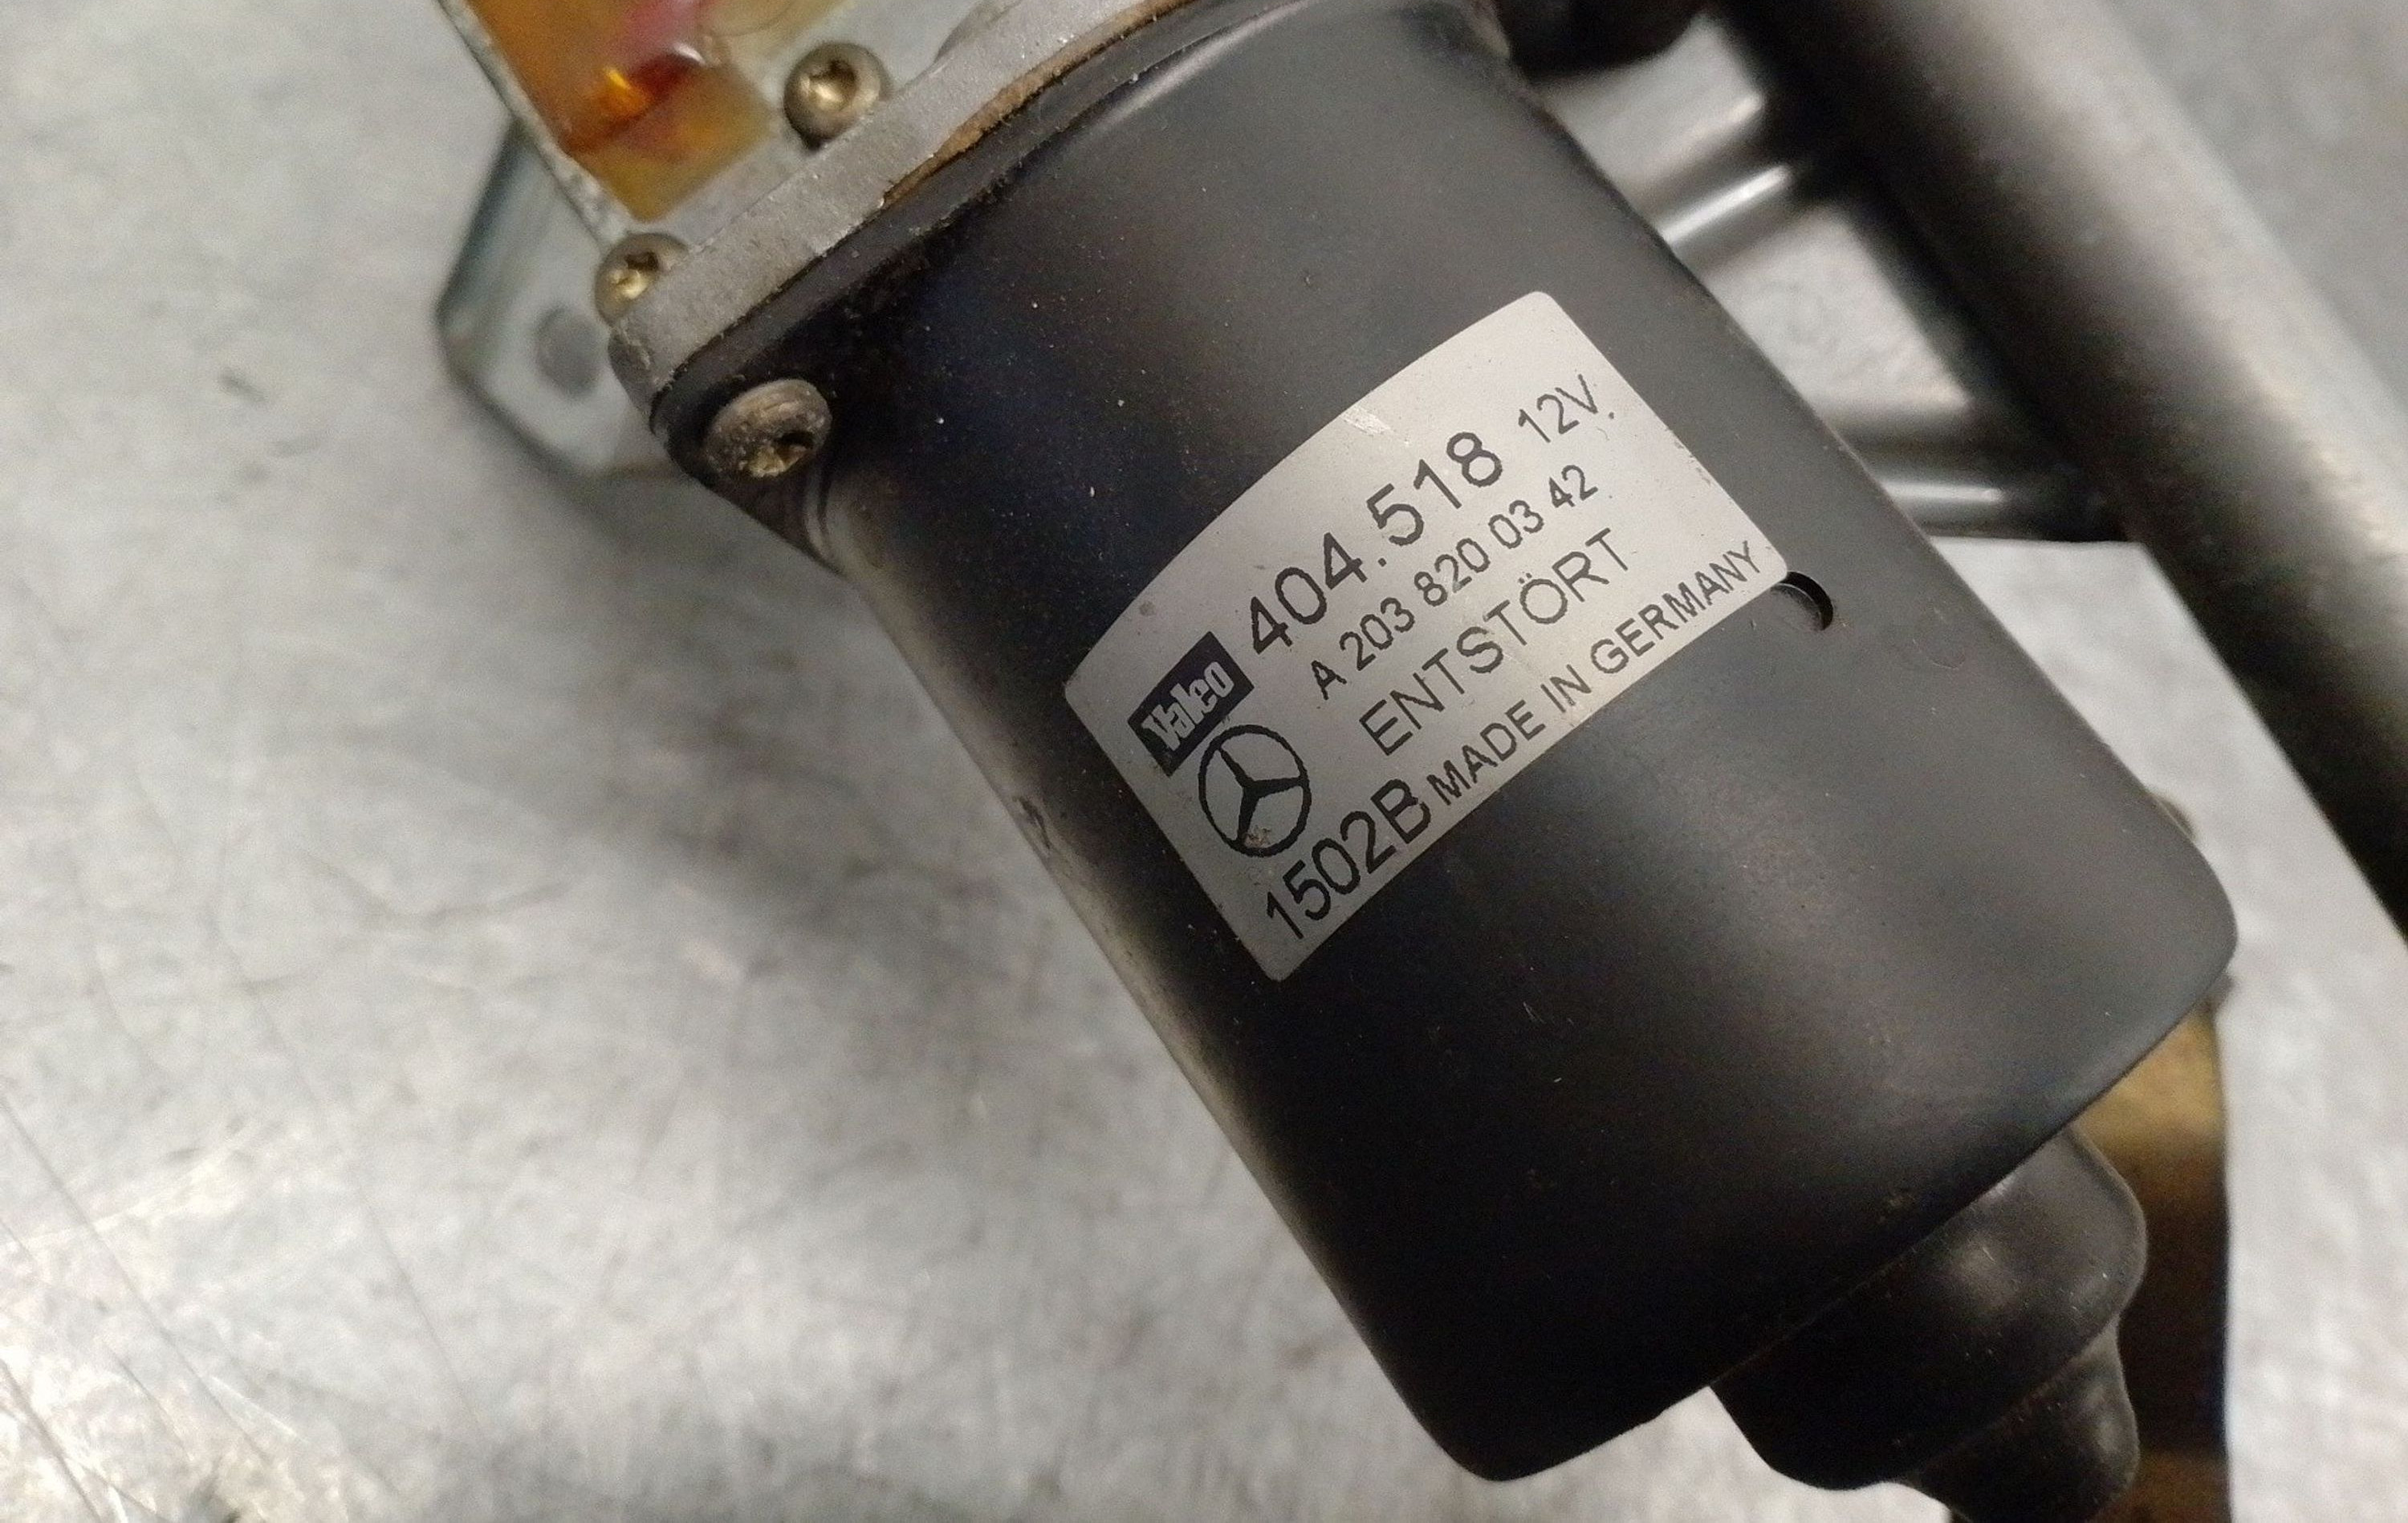 Valeo 404.518 12V.
A 203 820 03 42
ENTSTÖRT
1502B MADE IN GERMANY